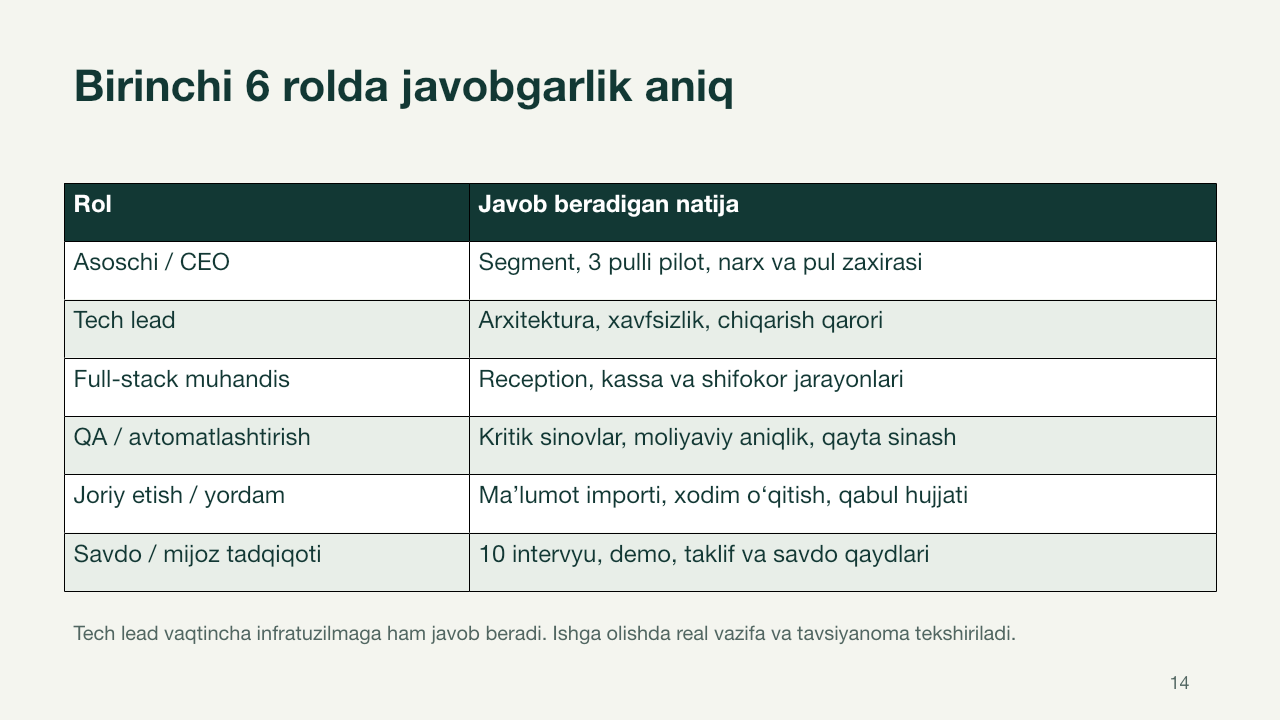 Birinchi 6 rolda javobgarlik aniq
Rol Javob beradigan natija
Asoschi / CEO Segment, 3 pulli pilot, narx va pul zaxirasi
Tech lead Arxitektura, xavfsizlik, chiqarish qarori
Full-stack muhandis Reception, kassa va shifokor jarayonlari
QA / avtomatlashtirish Kritik sinovlar, moliyaviy aniqlik, qayta sinash
Joriy etish / yordam Ma’lumot importi, xodim o‘qitish, qabul hujjati
Savdo / mijoz tadqiqoti 10 intervyu, demo, taklif va savdo qaydlari
Tech lead vaqtincha infratuzilmaga ham javob beradi. Ishga olishda real vazifa va tavsiyanoma tekshiriladi.
14